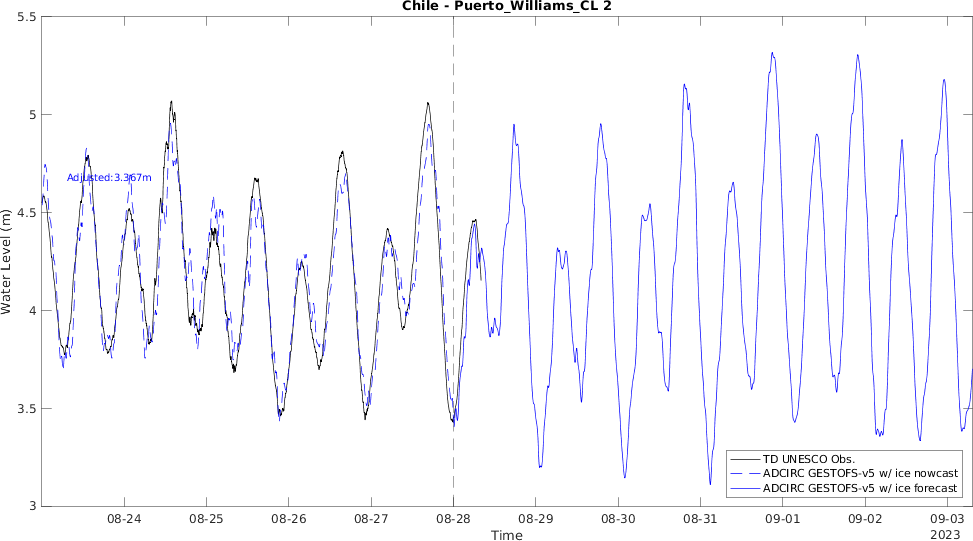 Chile - Puerto_Williams_CL 2
5.5
5
4.5
4
3.5
3
Water Level (m)
Adjusted:3.367m
TD UNESCO Obs.
ADCIRC GESTOFS-v5 w/ ice nowcast
ADCIRC GESTOFS-v5 w/ ice forecast
08-24 08-25 08-26 08-27 08-28 08-29 08-30 08-31 09-01 09-02 09-03
2023
Time